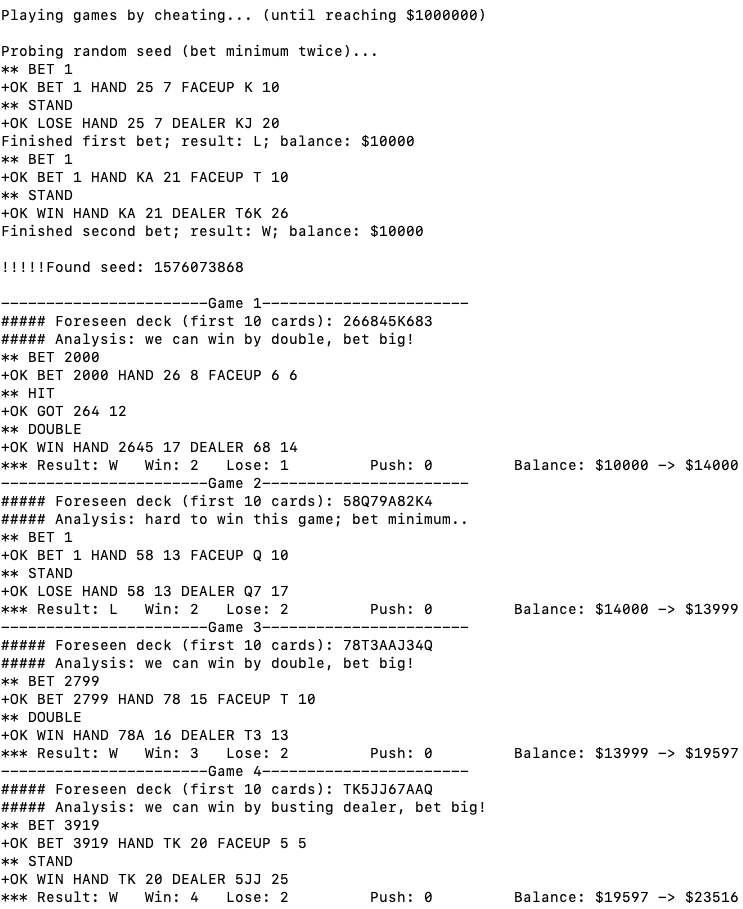 Playing games by cheating... (until reaching $1000000)
Probing random seed (bet minimum twice)...
** BET 1
+OK BET 1 HAND 25 7 FACEUP K 10
** STAND
+OK LOSE HAND 25 7 DEALER KJ 20
Finished first bet; result: L; balance: $10000
** BET 1
+OK BET 1 HAND KA 21 FACEUP T 10
** STAND
+OK WIN HAND KA 21 DEALER T6K 26
Finished second bet; result: W; balance: $10000
!!!!!Found seed: 1576073868
-----------------------Game 1-----------------------
##### Foreseen deck (first 10 cards): 266845K683
##### Analysis: we can win by double, bet big!
** BET 2000
+OK BET 2000 HAND 26 8 FACEUP 6 6
** HIT
+OK GOT 264 12
** DOUBLE
+OK WIN HAND 2645 17 DEALER 68 14
*** Result: W   Win: 2   Lose: 1         Push: 0         Balance: $10000 -> $14000
-----------------------Game 2-----------------------
##### Foreseen deck (first 10 cards): 58Q79A82K4
##### Analysis: hard to win this game; bet minimum..
** BET 1
+OK BET 1 HAND 58 13 FACEUP Q 10
** STAND
+OK LOSE HAND 58 13 DEALER Q7 17
*** Result: L   Win: 2   Lose: 2         Push: 0         Balance: $14000 -> $13999
-----------------------Game 3-----------------------
##### Foreseen deck (first 10 cards): 78T3AAJ34Q
##### Analysis: we can win by double, bet big!
** BET 2799
+OK BET 2799 HAND 78 15 FACEUP T 10
** DOUBLE
+OK WIN HAND 78A 16 DEALER T3 13
*** Result: W   Win: 3   Lose: 2         Push: 0         Balance: $13999 -> $19597
-----------------------Game 4-----------------------
##### Foreseen deck (first 10 cards): TK5JJ67AAQ
##### Analysis: we can win by busting dealer, bet big!
** BET 3919
+OK BET 3919 HAND TK 20 FACEUP 5 5
** STAND
+OK WIN HAND TK 20 DEALER 5JJ 25
*** Result: W   Win: 4   Lose: 2         Push: 0         Balance: $19597 -> $23516